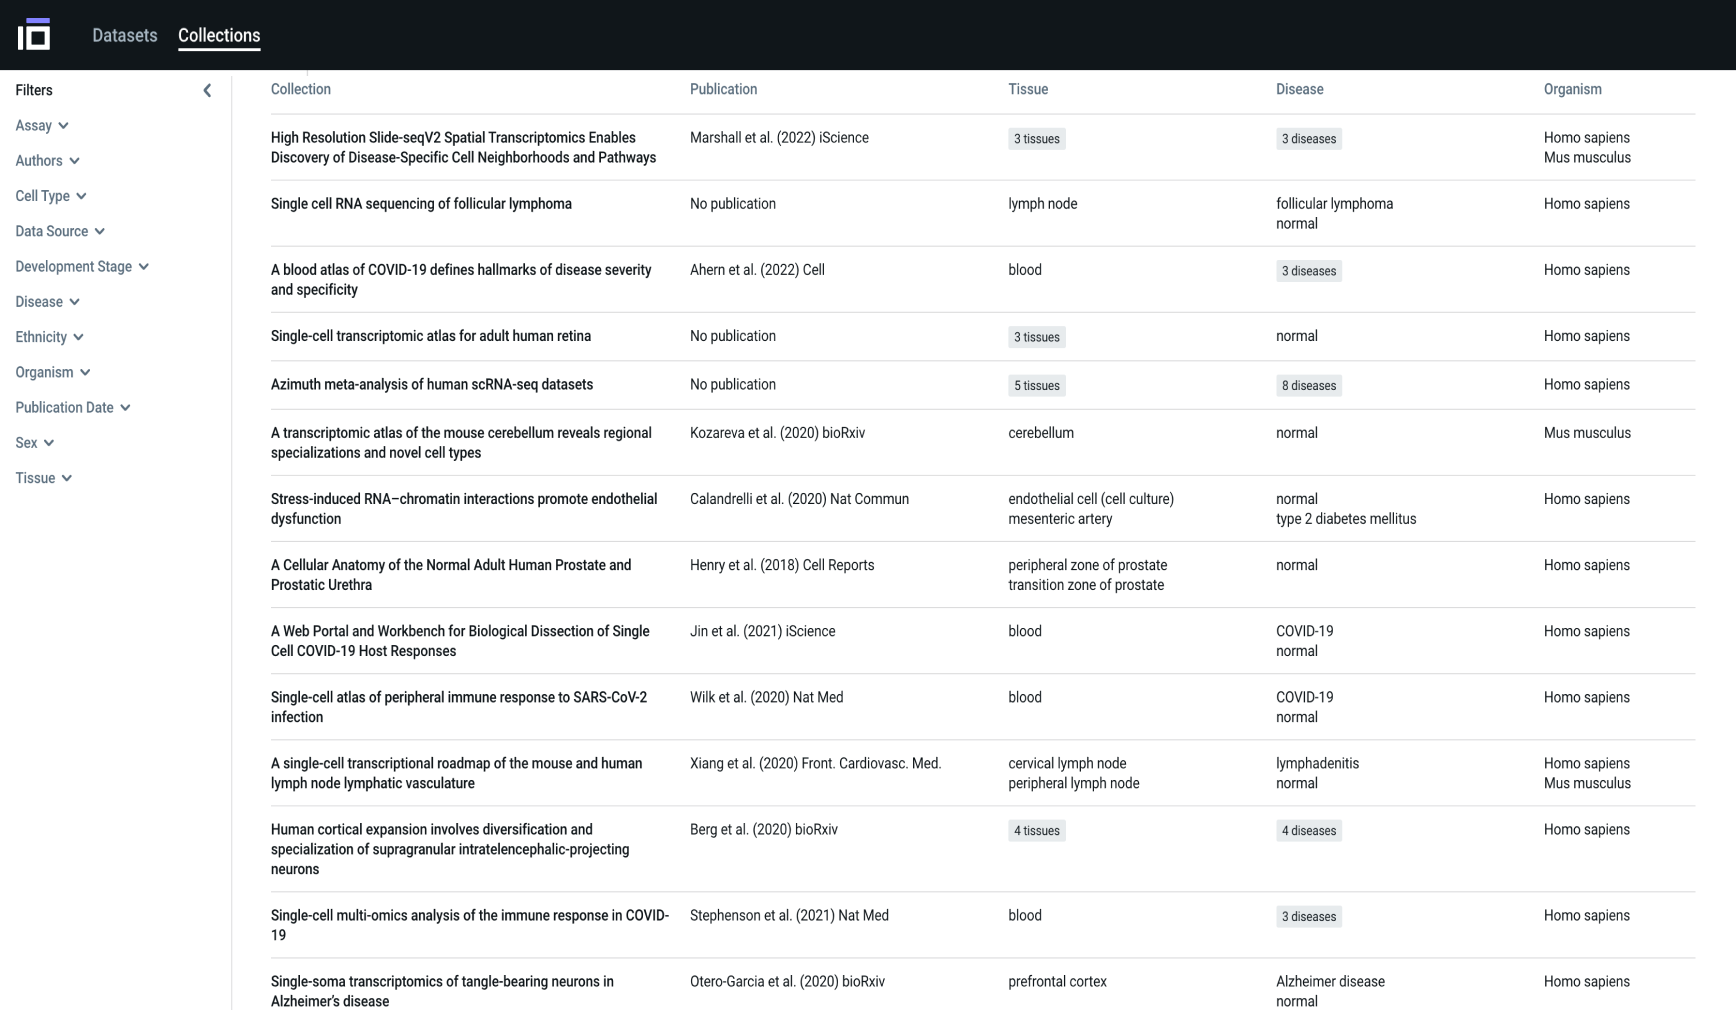 Datasets Collections
Filters
Assay
Authors
Cell Type
Data Source
Development Stage
Disease
Ethnicity
Organism
Publication Date
Sex
Tissue
Collection Publication Tissue Disease Organism
High Resolution Slide-seqV2 Spatial Transcriptomics Enables Marshall et al. (2022) iScience 3 tissues 3 diseases Homo sapiens
Discovery of Disease-Specific Cell Neighborhoods and Pathways Mus musculus
Single cell RNA sequencing of follicular lymphoma No publication lymph node follicular lymphoma Homo sapiens
normal
A blood atlas of COVID-19 defines hallmarks of disease severity Ahern et al. (2022) Cell blood 3 diseases Homo sapiens
and specificity
Single-cell transcriptomic atlas for adult human retina No publication 3 tissues normal Homo sapiens
Azimuth meta-analysis of human scRNA-seq datasets No publication 5 tissues 8 diseases Homo sapiens
A transcriptomic atlas of the mouse cerebellum reveals regional Kozareva et al. (2020) bioRxiv cerebellum normal Mus musculus
specializations and novel cell types
Stress-induced RNA–chromatin interactions promote endothelial Calandrelli et al. (2020) Nat Commun endothelial cell (cell culture) normal Homo sapiens
dysfunction mesenteric artery type 2 diabetes mellitus
A Cellular Anatomy of the Normal Adult Human Prostate and Henry et al. (2018) Cell Reports peripheral zone of prostate normal Homo sapiens
Prostatic Urethra transition zone of prostate
A Web Portal and Workbench for Biological Dissection of Single Jin et al. (2021) iScience blood COVID-19 Homo sapiens
Cell COVID-19 Host Responses normal
Single-cell atlas of peripheral immune response to SARS-CoV-2 Wilk et al. (2020) Nat Med blood COVID-19 Homo sapiens
infection normal
A single-cell transcriptional roadmap of the mouse and human Xiang et al. (2020) Front. Cardiovasc. Med. cervical lymph node lymphadenitis Homo sapiens
lymph node lymphatic vasculature peripheral lymph node normal Mus musculus
Human cortical expansion involves diversification and Berg et al. (2020) bioRxiv 4 tissues 4 diseases Homo sapiens
specialization of supragranular intratelencephalic-projecting
neurons
Single-cell multi-omics analysis of the immune response in COVID- Stephenson et al. (2021) Nat Med blood 3 diseases Homo sapiens
19
Single-soma transcriptomics of tangle-bearing neurons in Otero-Garcia et al. (2020) bioRxiv prefrontal cortex Alzheimer disease Homo sapiens
Alzheimer's disease normal